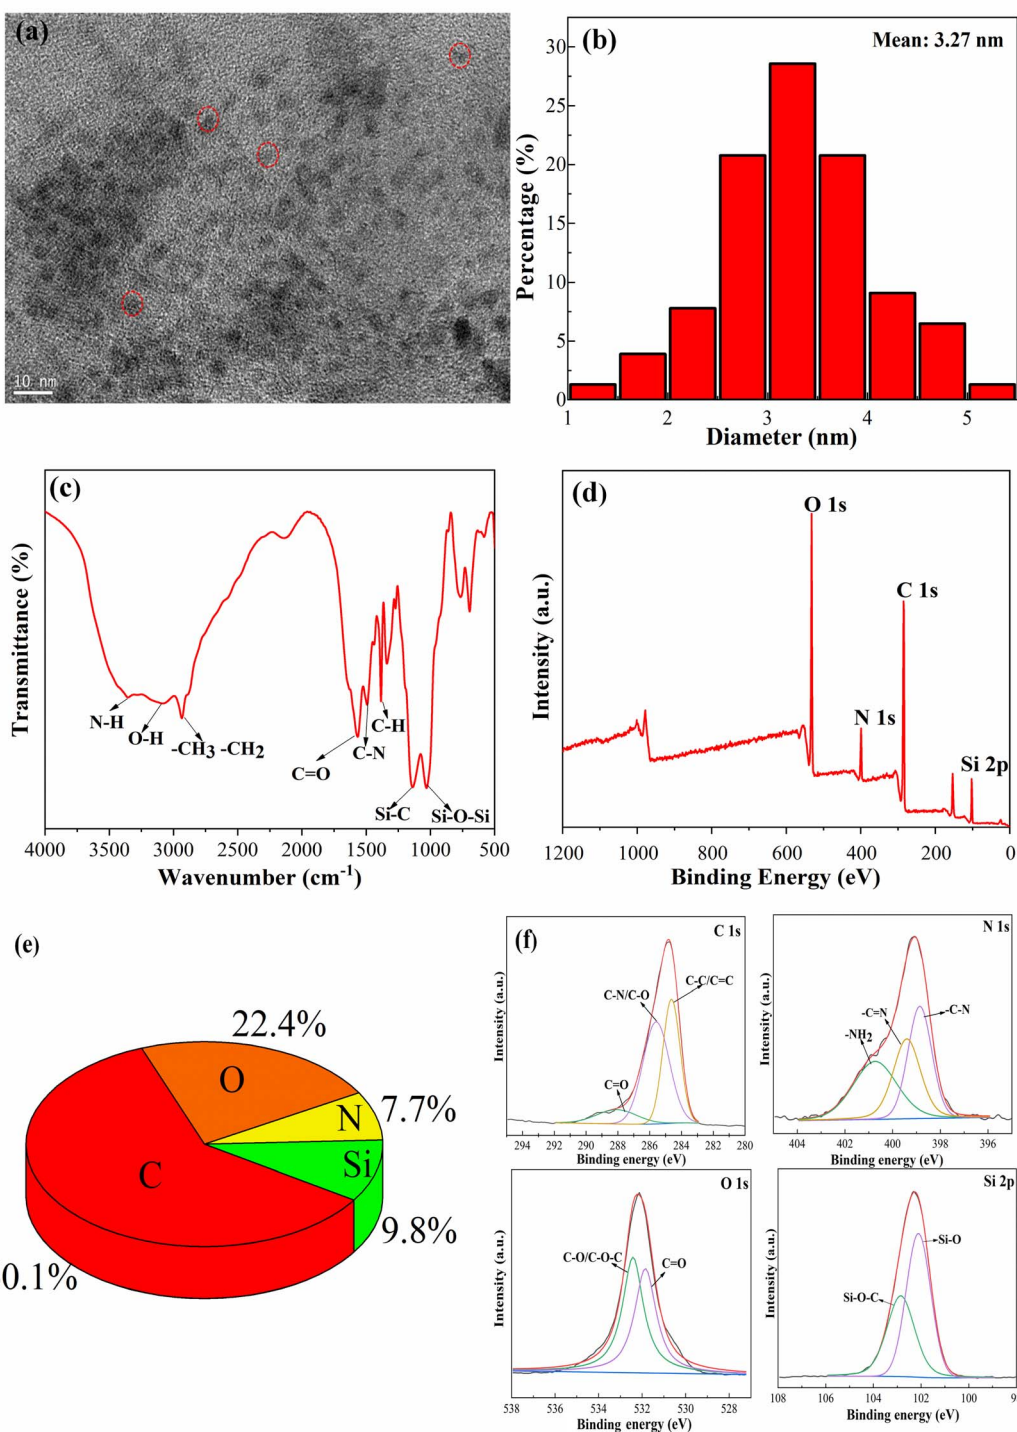 (a)
10 nm
(b)
Mean: 3.27 nm
Percentage (%)
30
25
20
15
10
5
0
1 2 3 4 5
Diameter (nm)
(c)
Transmittance (%)
N-H
O-H
-CH3 -CH2
C=O
C-N
C-H
Si-C
Si-O-Si
4000 3500 3000 2500 2000 1500 1000 500
Wavenumber (cm-1)
(d)
Intensity (a.u.)
O 1s
C 1s
N 1s
Si 2p
1200 1000 800 600 400 200 0
Binding Energy (eV)
(e)
22.4%
O
N
7.7%
C
Si
9.8%
0.1%
(f)
C 1s
Intensity (a.u.)
C-C/C=C
C-N/C-O
C=O
294 292 290 288 286 284 282 280
Binding energy (eV)
N 1s
Intensity (a.u.)
-C-N
-C=N
-NH2
404 402 400 398 396
Binding energy (eV)
O 1s
Intensity (a.u.)
C-O/C-O-C
C=O
538 536 534 532 530 528
Binding energy (eV)
Si 2p
Intensity (a.u.)
Si-O
Si-O-C
108 106 104 102 100
Binding energy (eV)